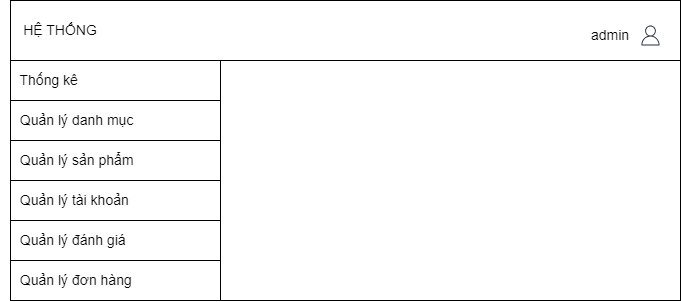 HỆ THỐNG
admin
Thống kê
Quản lý danh mục
Quản lý sản phẩm
Quản lý tài khoản
Quản lý đánh giá
Quản lý đơn hàng